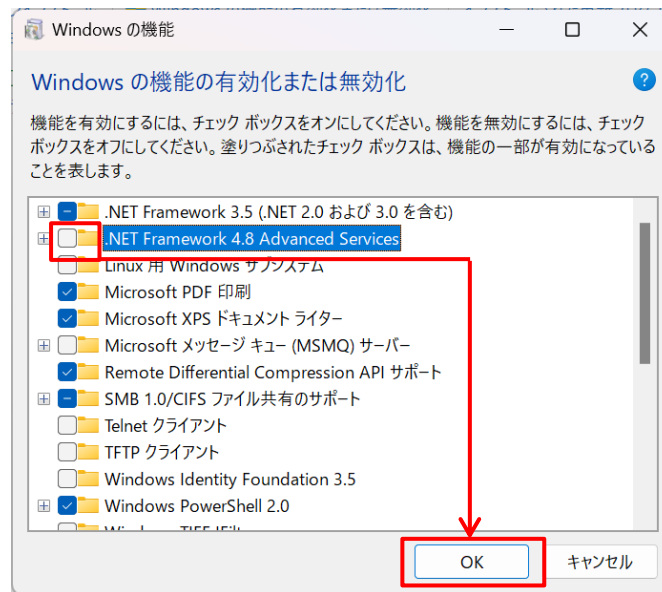 Windows の機能
Windows の機能の有効化または無効化
機能を有効にするには、チェック ボックスをオンにしてください。機能を無効にするには、チェック
ボックスをオフにしてください。塗りつぶされたチェック ボックスは、機能の一部が有効になっている
ことを表します。
.NET Framework 3.5 (.NET 2.0 および 3.0 を含む)
.NET Framework 4.8 Advanced Services
Linux 用 Windows サブシステム
Microsoft PDF 印刷
Microsoft XPS ドキュメント ライター
Microsoft メッセージ キュー (MSMQ) サーバー
Remote Differential Compression API サポート
SMB 1.0/CIFS ファイル共有のサポート
Telnet クライアント
TFTP クライアント
Windows Identity Foundation 3.5
Windows PowerShell 2.0
OK
キャンセル